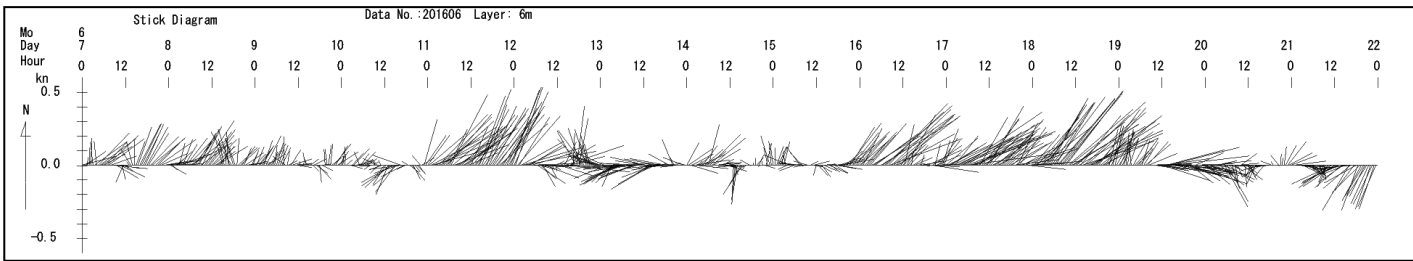 Stick Diagram Data No.:201606 Layer: 6m
Mo 6
Day 7 8 9 10 11 12 13 14 15 16 17 18 19 20 21 22
Hour 0 12 0 12 0 12 0 12 0 12 0 12 0 12 0 12 0 12 0 12 0 12 0 12 0 12 0 12 0 12 0
kn
0.5
N
0.0
-0.5